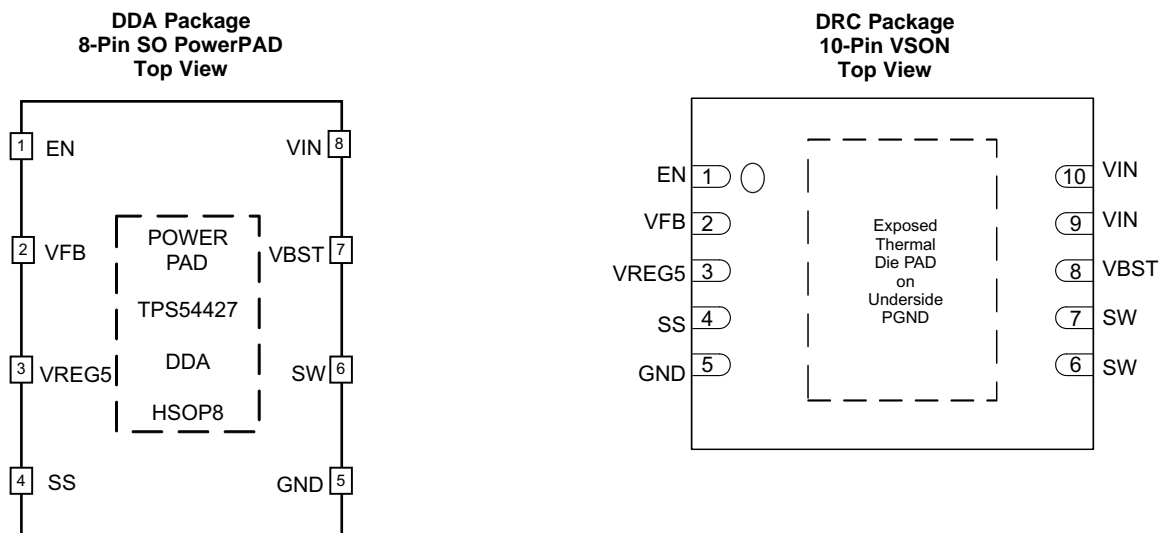 DDA Package
8-Pin SO PowerPAD
Top View
1 EN
VIN 8
2 VFB
VBST 7
3 VREG5
SW 6
4 SS
GND 5
POWER
PAD
TPS54427
DDA
HSOP8
DRC Package
10-Pin VSON
Top View
EN 1
10 VIN
VFB 2
9 VIN
VREG5 3
8 VBST
SS 4
7 SW
GND 5
6 SW
Exposed
Thermal
Die PAD
on
Underside
PGND